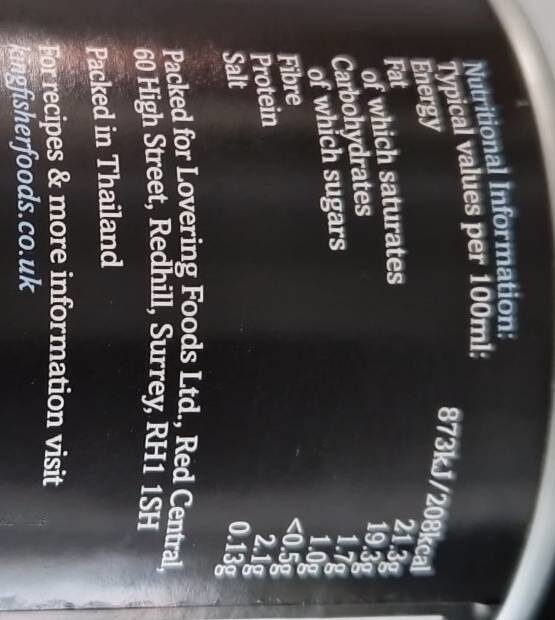 Nutritional Information:
Typical values per 100ml:
Energy 873kJ/208kcal
Fat 21.3g
of which saturates 19.3g
Carbohydrates 1.7g
of which sugars 1.0g
Fibre <0.5g
Protein 2.1g
Salt 0.13g
Packed for Lovering Foods Ltd., Red Central,
60 High Street, Redhill, Surrey, RH1 1SH
Packed in Thailand
For recipes & more information visit
kingfisherfoods.co.uk